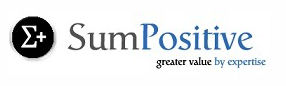 Σ+ SumPositive
greater value by expertise